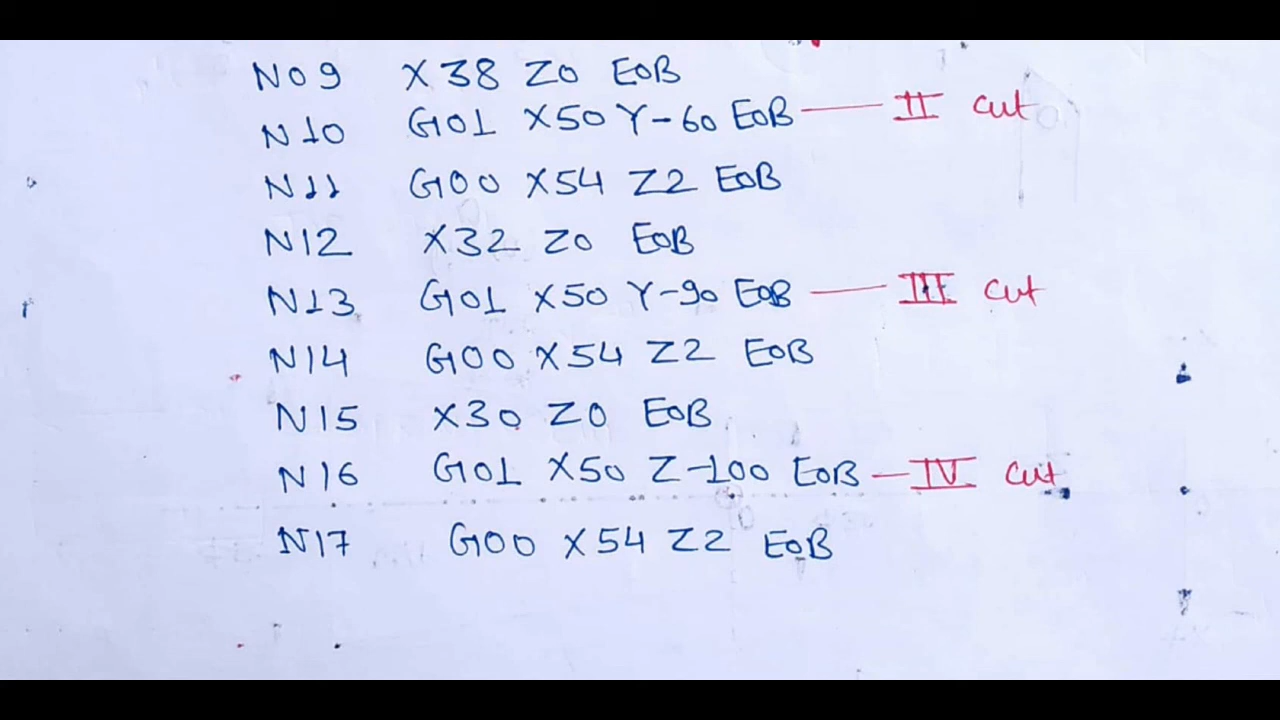 N09 X38 Z0 EOB
N10 G01 X50 Y-60 EOB — II cut
N11 G00 X54 Z2 EOB
N12 X32 Z0 EOB
N13 G01 X50 Y-90 EOB — III cut
N14 G00 X54 Z2 EOB
N15 X30 Z0 EOB
N16 G01 X50 Z-100 EOB — IV cut
N17 G00 X54 Z2 EOB